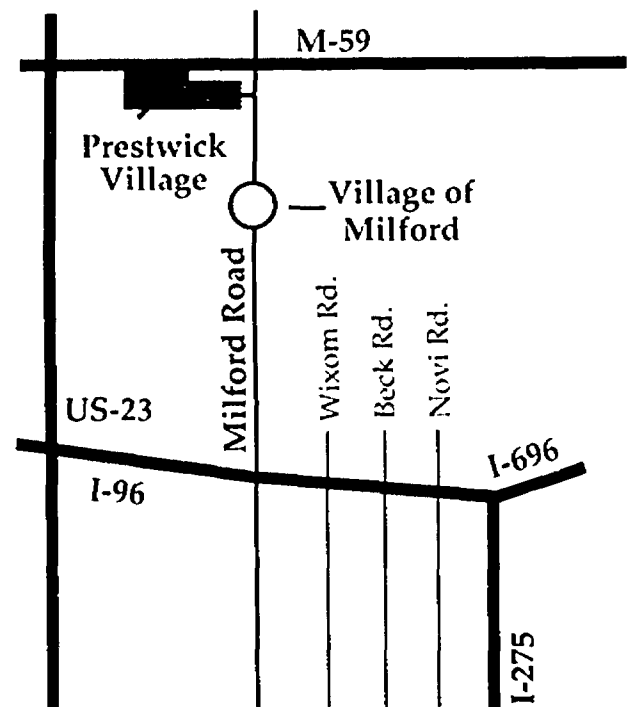 M-59
Prestwick
Village
Village of
Milford
Milford Road
Wixom Rd.
Beck Rd.
Novi Rd.
US-23
I-96
I-696
I-275